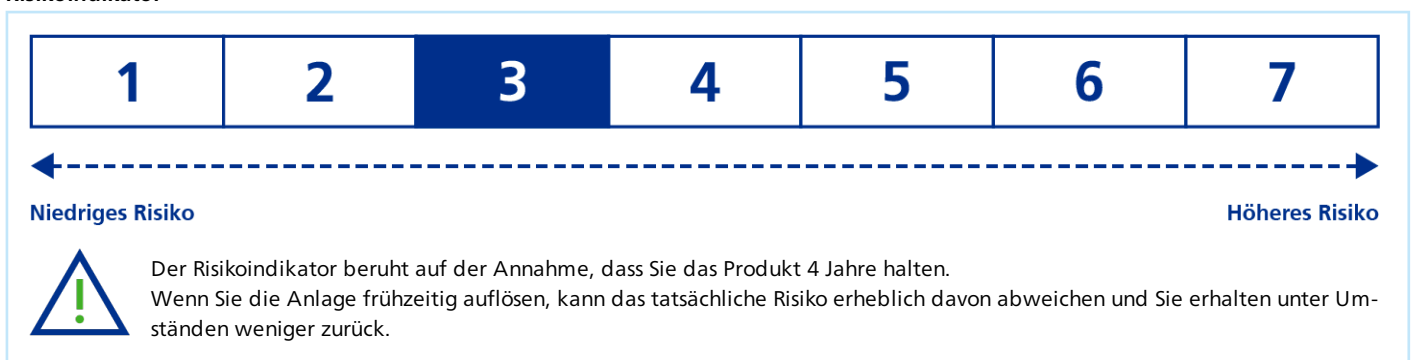 Risikoindikator
1 2 3 4 5 6 7
Niedriges Risiko Höheres Risiko
Der Risikoindikator beruht auf der Annahme, dass Sie das Produkt 4 Jahre halten.
Wenn Sie die Anlage frühzeitig auflösen, kann das tatsächliche Risiko erheblich davon abweichen und Sie erhalten unter Um-
ständen weniger zurück.